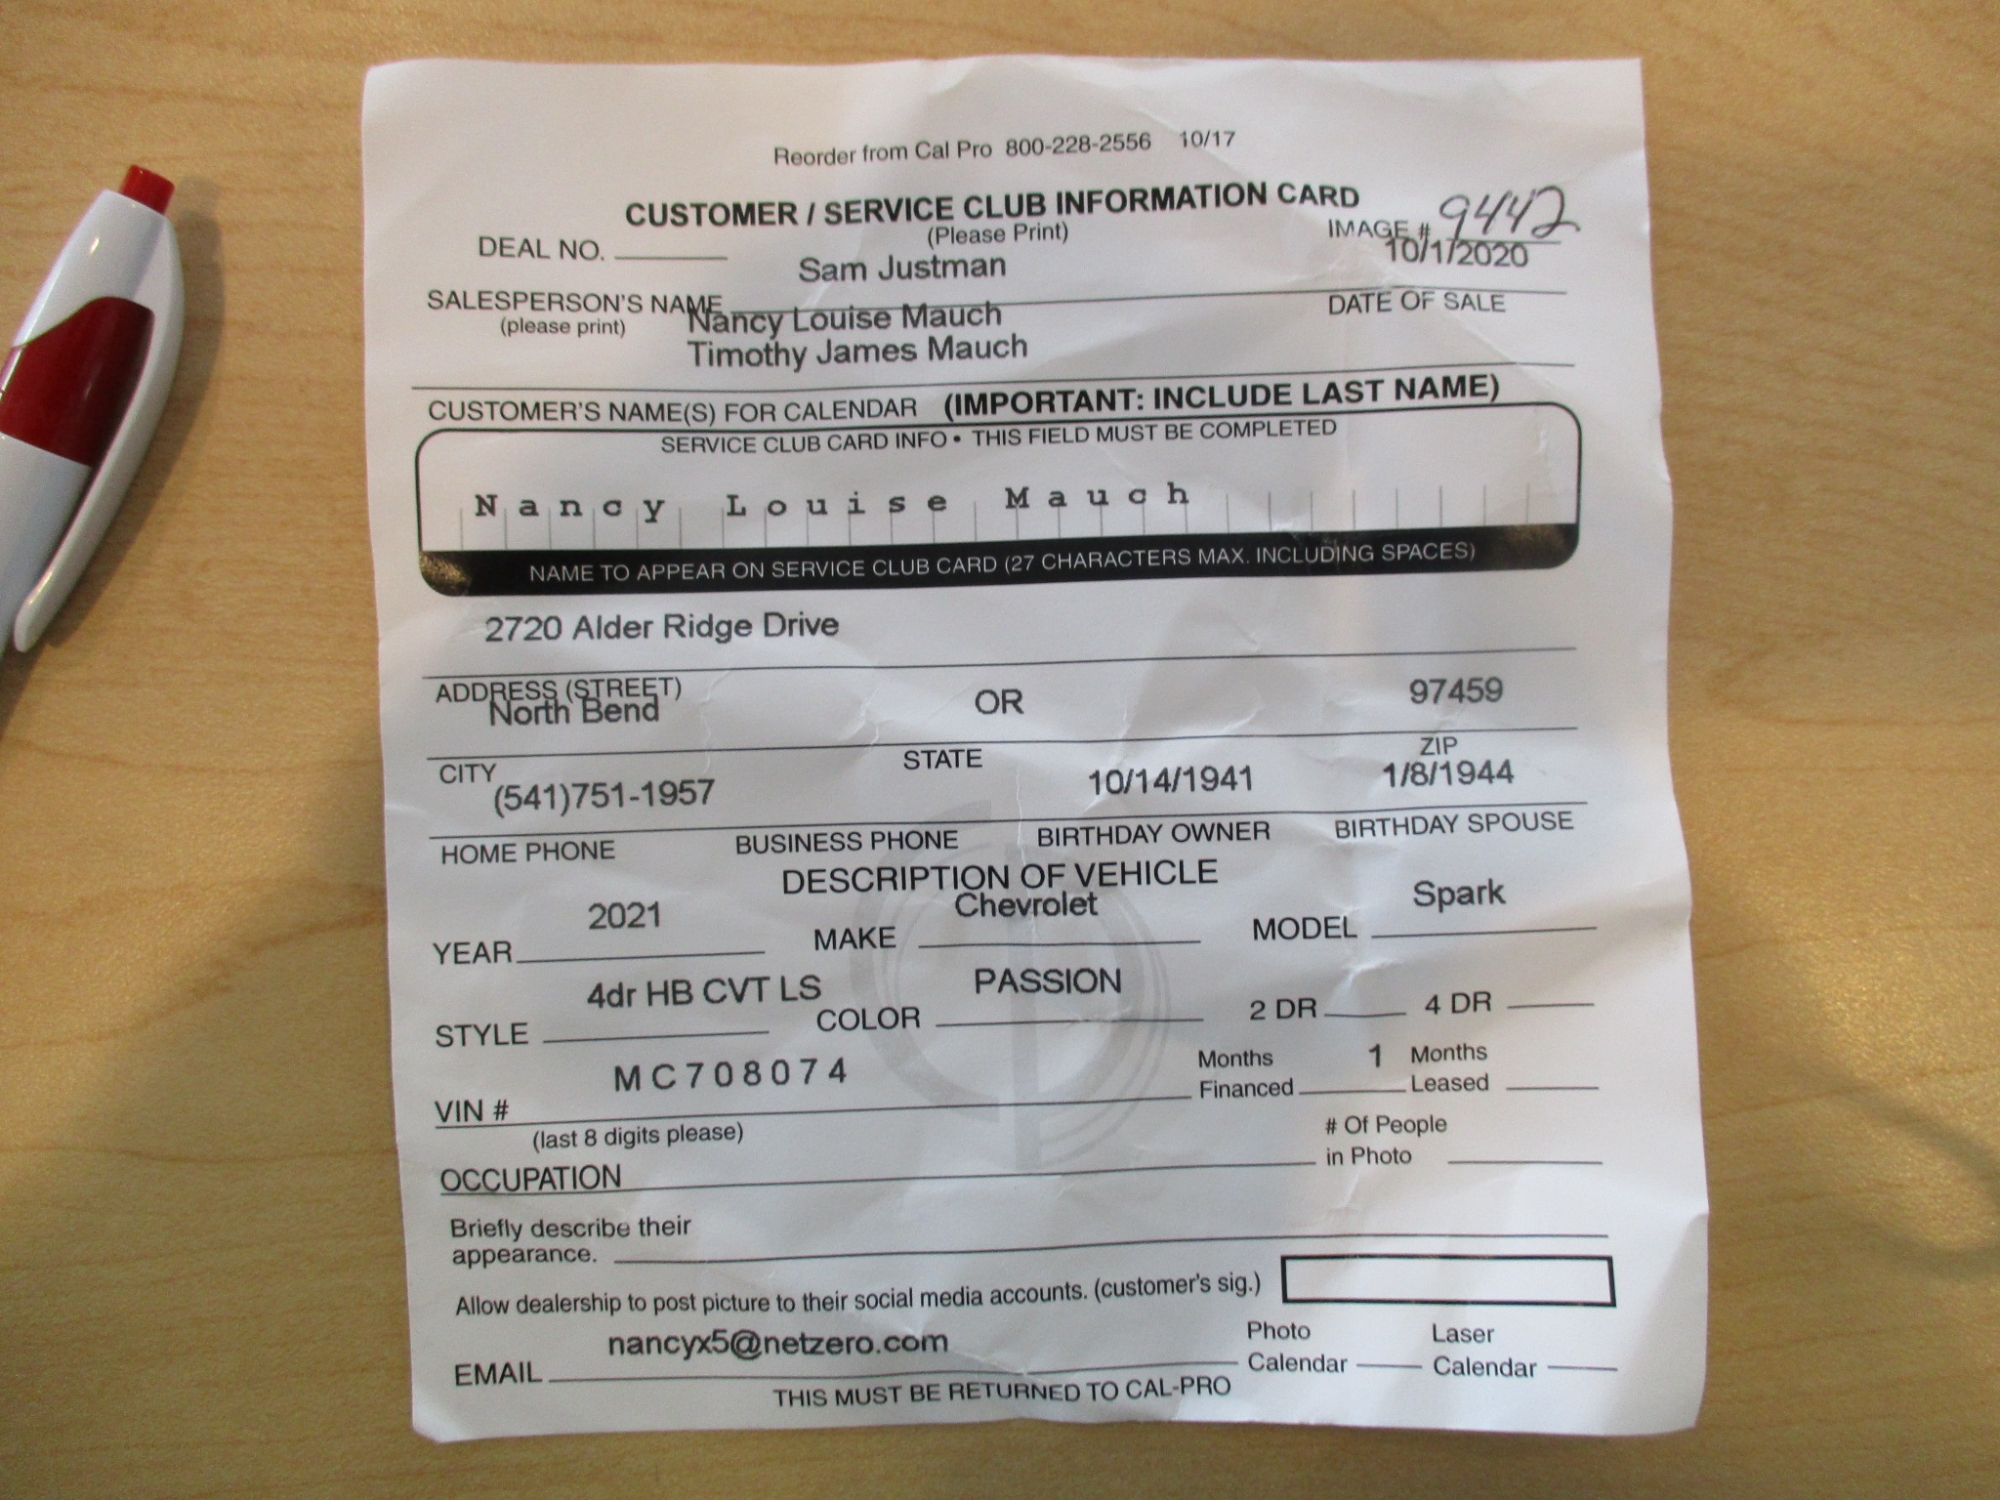 Reorder from Cal Pro 800-228-2556 10/17
CUSTOMER / SERVICE CLUB INFORMATION CARD
(Please Print)
IMAGE # 9442
DEAL NO.
Sam Justman
10/1/2020
SALESPERSON'S NAME
(please print)
DATE OF SALE
Nancy Louise Mauch
Timothy James Mauch
CUSTOMER'S NAME(S) FOR CALENDAR (IMPORTANT: INCLUDE LAST NAME)
SERVICE CLUB CARD INFO • THIS FIELD MUST BE COMPLETED
Nancy Louise Mauch
NAME TO APPEAR ON SERVICE CLUB CARD (27 CHARACTERS MAX. INCLUDING SPACES)
2720 Alder Ridge Drive
ADDRESS (STREET)
North Bend OR 97459
CITY STATE ZIP
(541)751-1957 10/14/1941 1/8/1944
HOME PHONE BUSINESS PHONE BIRTHDAY OWNER BIRTHDAY SPOUSE
DESCRIPTION OF VEHICLE
2021 Chevrolet Spark
YEAR MAKE MODEL
4dr HB CVT LS PASSION
STYLE COLOR 2 DR 4 DR
MC708074
Months Financed 1 Months Leased
VIN #
(last 8 digits please)
# Of People
in Photo
OCCUPATION
Briefly describe their
appearance.
Allow dealership to post picture to their social media accounts. (customer's sig.)
nancyx5@netzero.com
EMAIL
Photo Laser
Calendar Calendar
THIS MUST BE RETURNED TO CAL-PRO